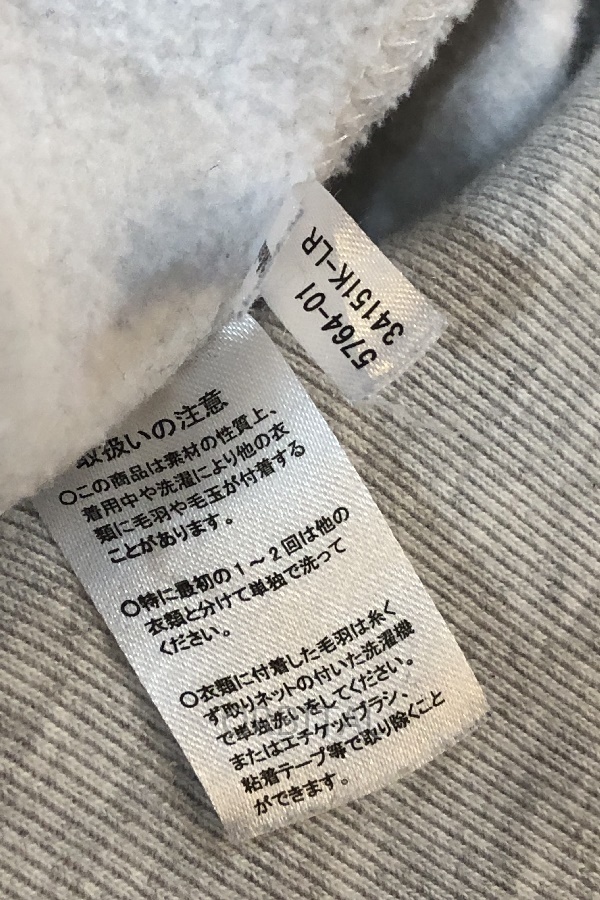 5764-01
34151K-LR
取扱いの注意
○この商品は素材の性質上、
着用中や洗濯により他の衣
類に毛羽や毛玉が付着する
ことがあります。
○特に最初の1～2回は他の
衣類と分けて単独で洗って
ください。
○衣類に付着した毛羽は糸く
ず取りネットの付いた洗濯機
で単独洗いをしてください。
またはエチケットブラシ、
粘着テープ等で取り除くこと
ができます。